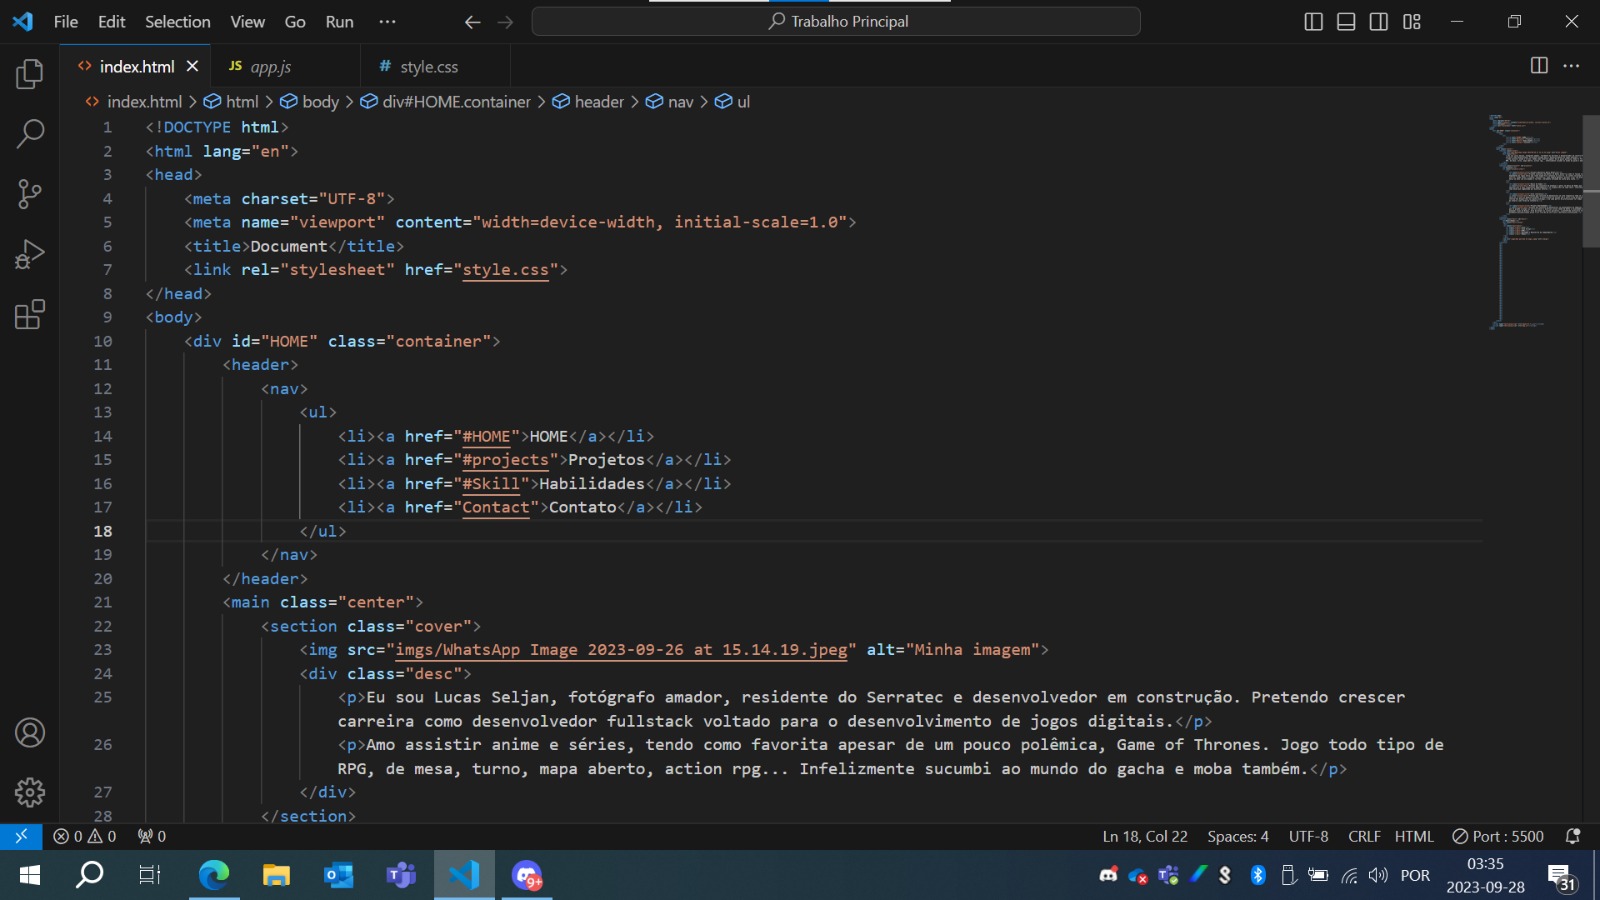 File Edit Selection View Go Run ··· Trabalho Principal
index.html JS app.js # style.css
index.html > html > body > div#HOME.container > header > nav > ul
1 <!DOCTYPE html>
2 <html lang="en">
3 <head>
4 <meta charset="UTF-8">
5 <meta name="viewport" content="width=device-width, initial-scale=1.0">
6 <title>Document</title>
7 <link rel="stylesheet" href="style.css">
8 </head>
9 <body>
10 <div id="HOME" class="container">
11 <header>
12 <nav>
13 <ul>
14 <li><a href="#HOME">HOME</a></li>
15 <li><a href="#projects">Projetos</a></li>
16 <li><a href="#Skill">Habilidades</a></li>
17 <li><a href="Contact">Contato</a></li>
18 </ul>
19 </nav>
20 </header>
21 <main class="center">
22 <section class="cover">
23 <img src="imgs/WhatsApp Image 2023-09-26 at 15.14.19.jpeg" alt="Minha imagem">
24 <div class="desc">
25 <p>Eu sou Lucas Seljan, fotógrafo amador, residente do Serratec e desenvolvedor em construção. Pretendo crescer
carreira como desenvolvedor fullstack voltado para o desenvolvimento de jogos digitais.</p>
26 <p>Amo assistir anime e séries, tendo como favorita apesar de um pouco polêmica, Game of Thrones. Jogo todo tipo de
RPG, de mesa, turno, mapa aberto, action rpg... Infelizmente sucumbi ao mundo do gacha e moba também.</p>
27 </div>
28 </section>
0 0 0 Ln 18, Col 22 Spaces: 4 UTF-8 CRLF HTML Port : 5500
9+ POR 03:35
2023-09-28 31